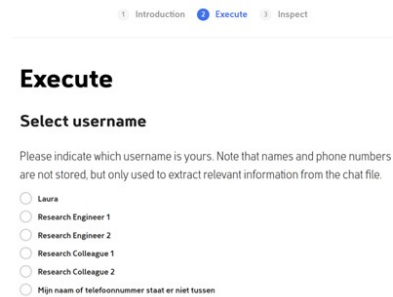 1 Introduction 2 Execute 3 Inspect
Execute
Select username
Please indicate which username is yours. Note that names and phone numbers
are not stored, but only used to extract relevant information from the chat file.
Laura
Research Engineer 1
Research Engineer 2
Research Colleague 1
Research Colleague 2
Mijn naam of telefoonnummer staat er niet tussen